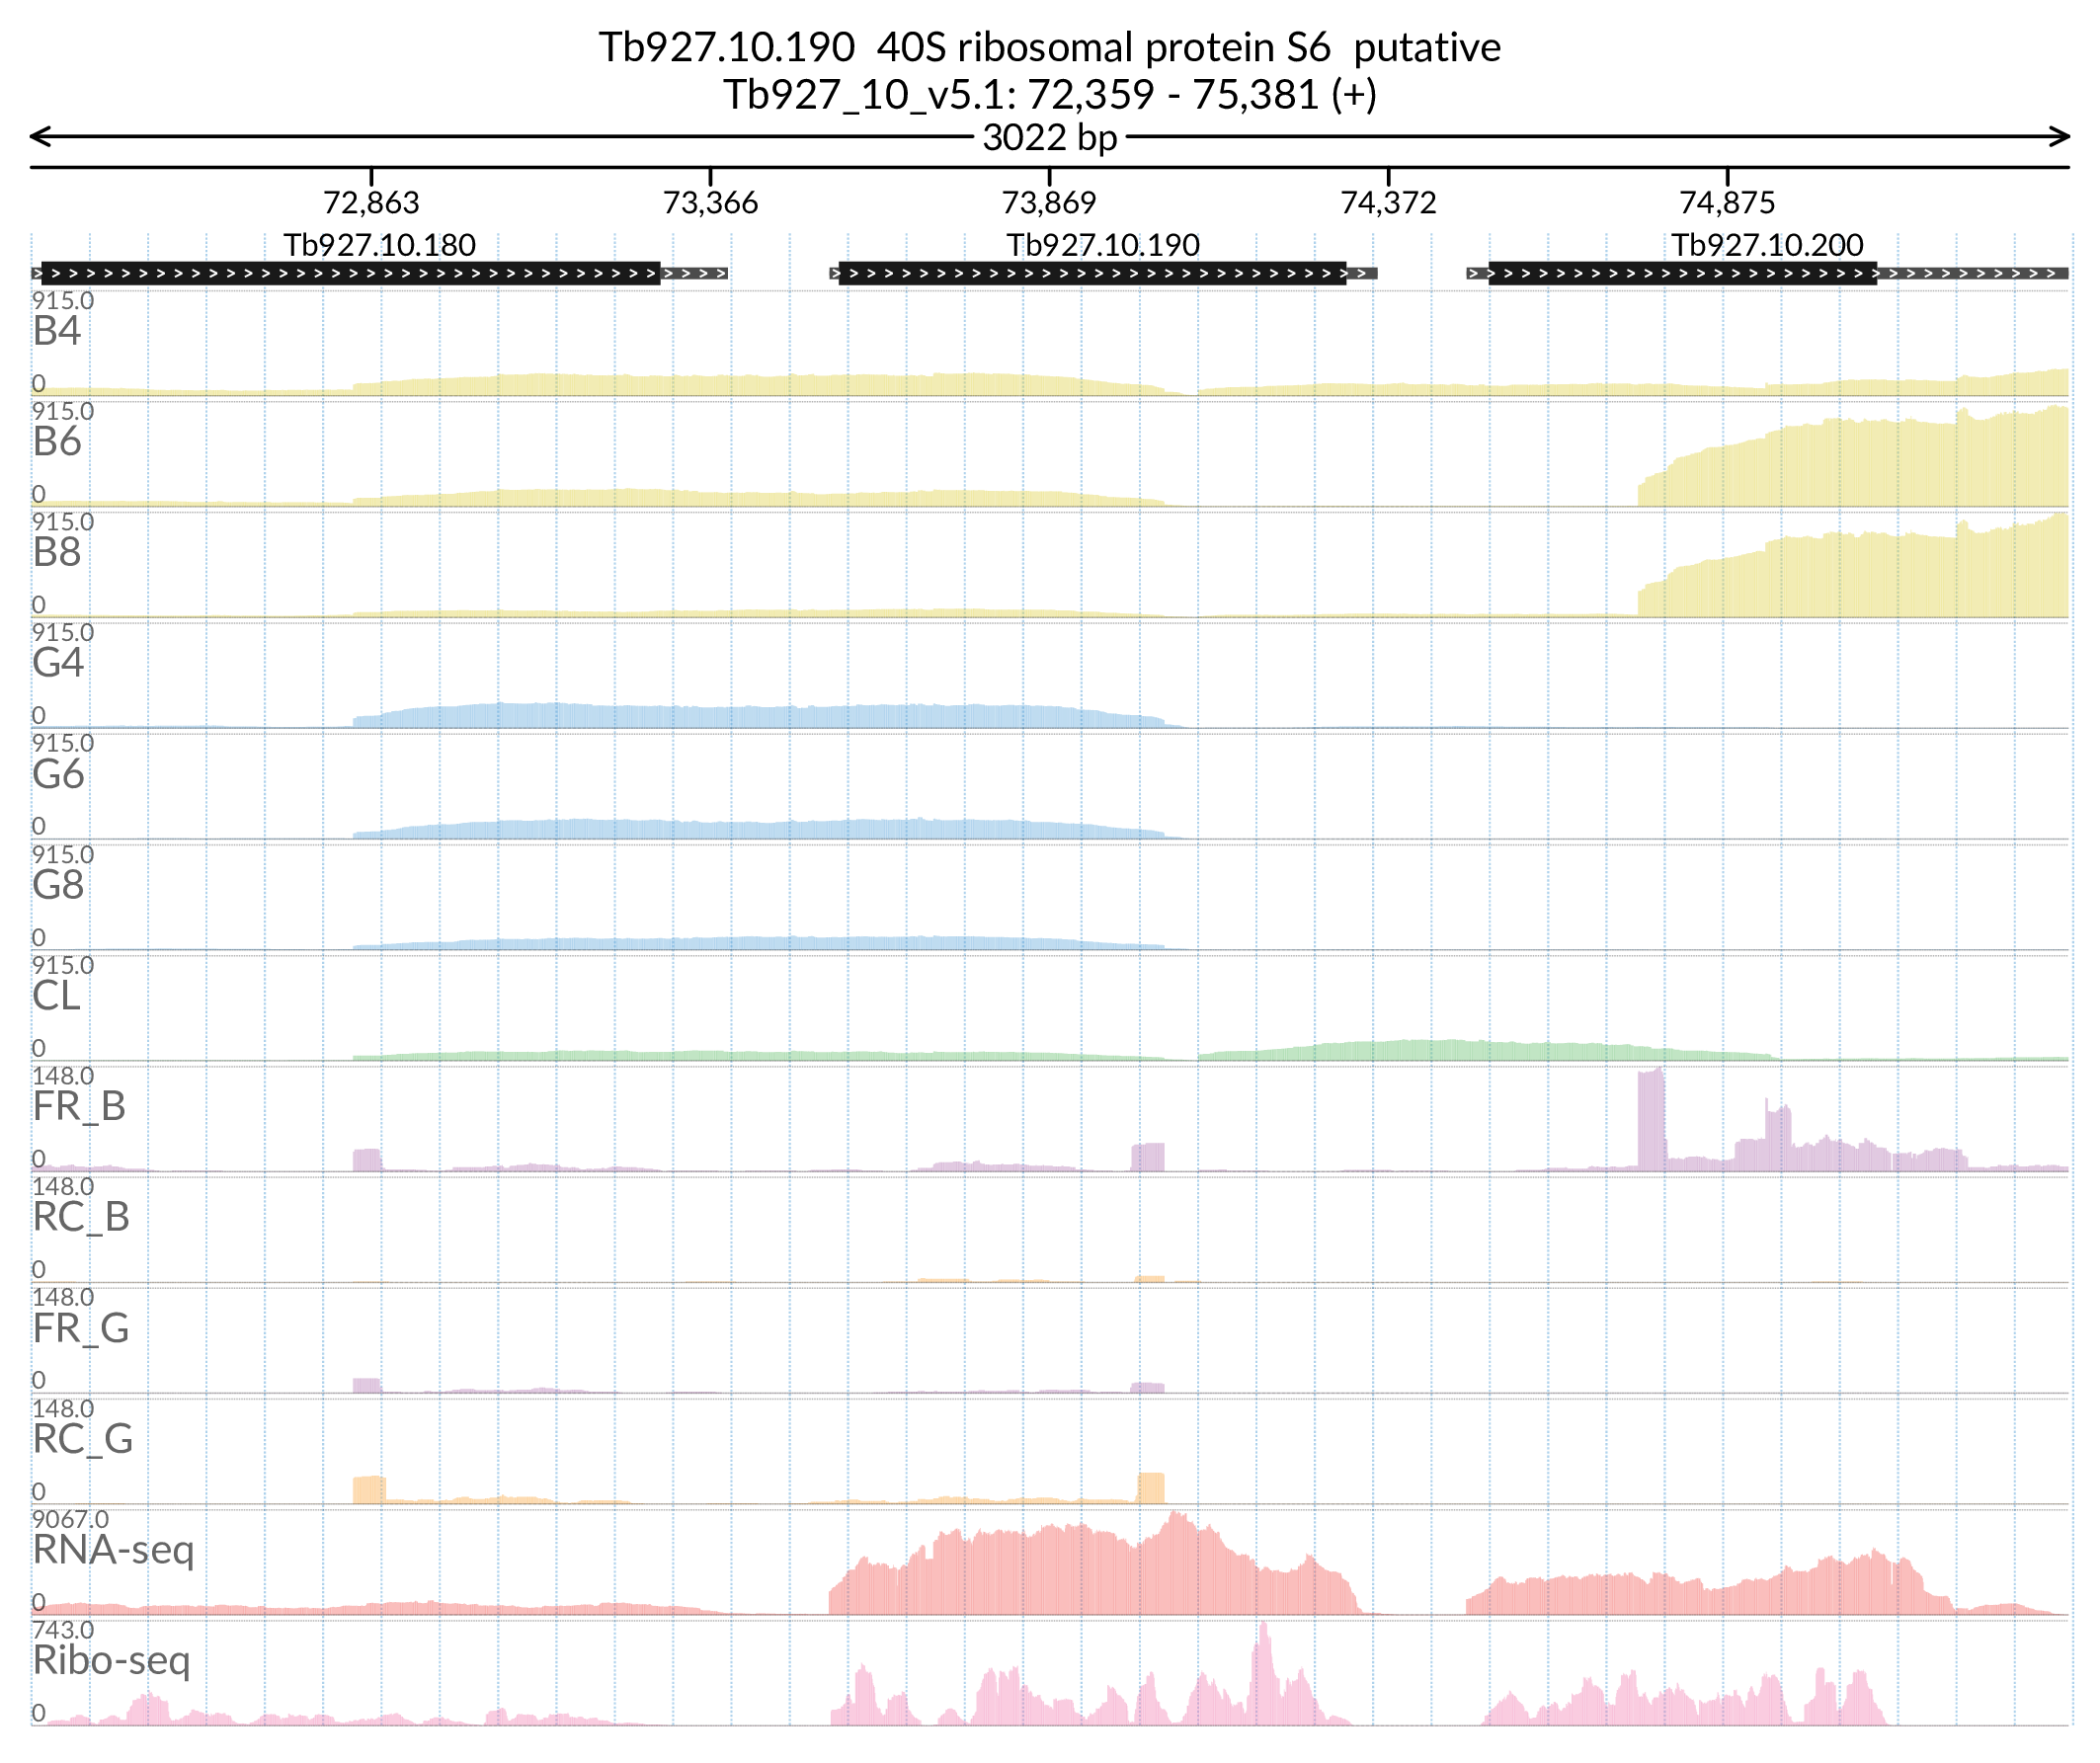 Tb927.10.190  40S ribosomal protein S6  putative
Tb927_10_v5.1: 72,359 - 75,381 (+)
3022 bp
72,863 73,366 73,869 74,372 74,875
Tb927.10.180 Tb927.10.190 Tb927.10.200
915.0
B4
0
915.0
B6
0
915.0
B8
0
915.0
G4
0
915.0
G6
0
915.0
G8
0
915.0
CL
0
148.0
FR_B
0
148.0
RC_B
0
148.0
FR_G
0
148.0
RC_G
0
9067.0
RNA-seq
0
743.0
Ribo-seq
0